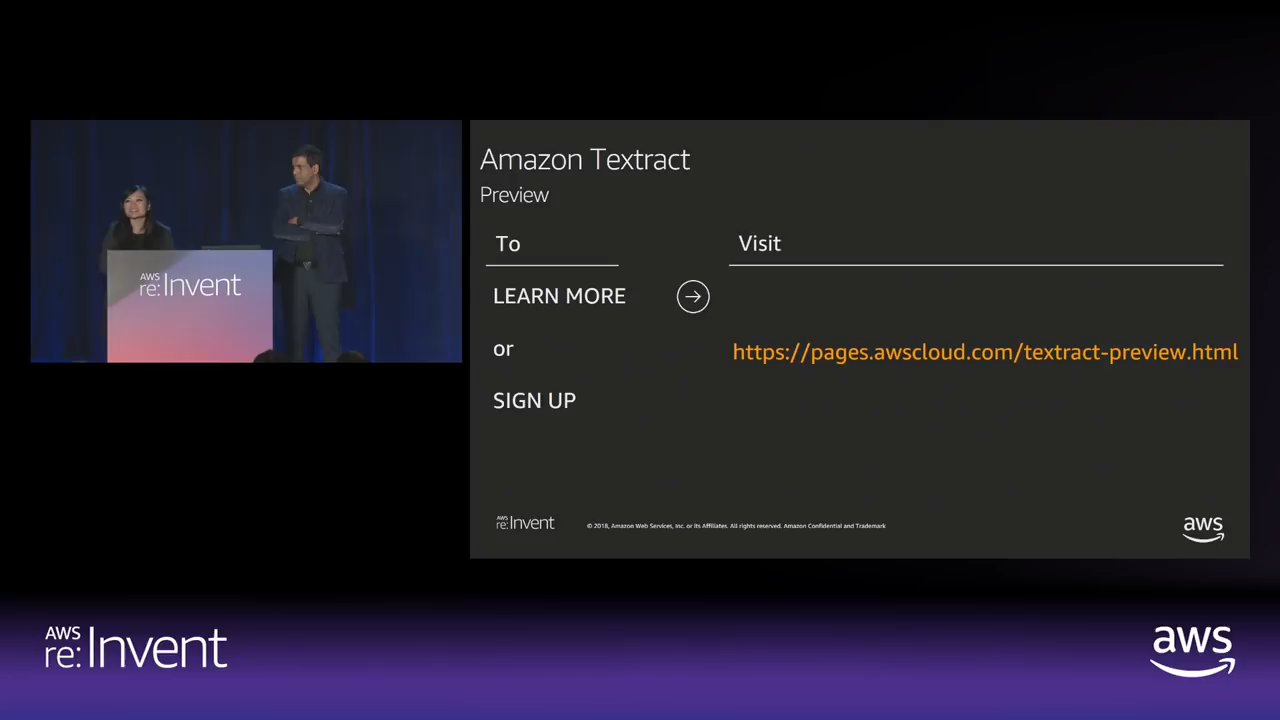 AWS
re:Invent
Amazon Textract
Preview
To
Visit
LEARN MORE
or
https://pages.awscloud.com/textract-preview.html
SIGN UP
AWS
re:Invent
© 2018, Amazon Web Services, Inc. or its Affiliates. All rights reserved. Amazon Confidential and Trademark
aws
AWS
re:Invent
aws